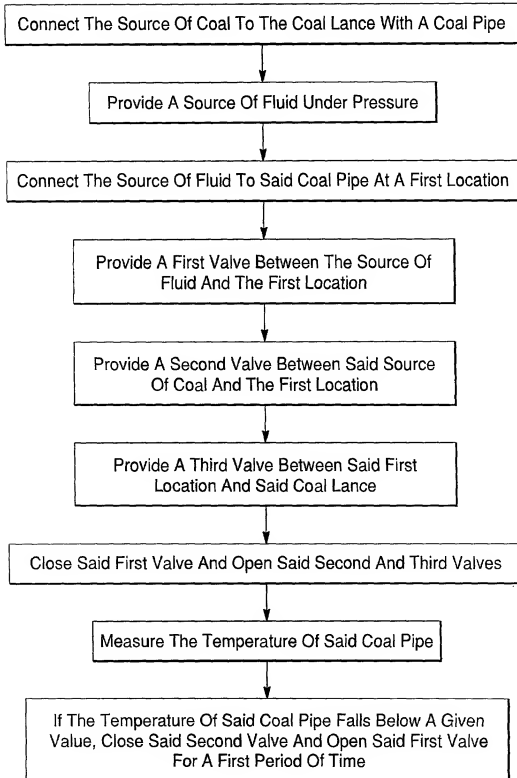 Connect The Source Of Coal To The Coal Lance With A Coal Pipe
Provide A Source Of Fluid Under Pressure
Connect The Source Of Fluid To Said Coal Pipe At A First Location
Provide A First Valve Between The Source Of
Fluid And The First Location
Provide A Second Valve Between Said Source
Of Coal And The First Location
Provide A Third Valve Between Said First
Location And Said Coal Lance
Close Said First Valve And Open Said Second And Third Valves
Measure The Temperature Of Said Coal Pipe
If The Temperature Of Said Coal Pipe Falls Below A Given
Value, Close Said Second Valve And Open Said First Valve
For A First Period Of Time